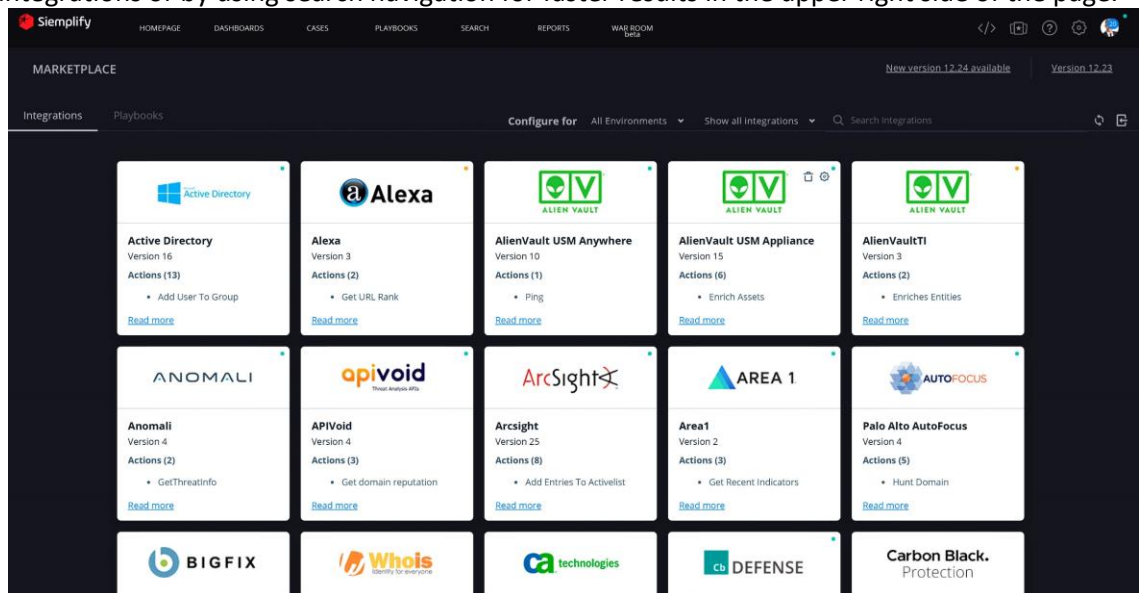 integrations or by using search navigation for faster results in the upper right side of the page.
Siemplify
HOMEPAGE DASHBOARDS CASES PLAYBOOKS SEARCH REPORTS WAR ROOM
beta
20
MARKETPLACE
New version 12.24 available Version 12.23
Integrations Playbooks
Configure for All Environments Show all integrations Search Integrations
Active Directory
a Alexa
ALIEN VAULT
ALIEN VAULT
ALIEN VAULT
Active Directory Alexa AlienVault USM Anywhere AlienVault USM Appliance AlienVaultTI
Version 16 Version 3 Version 10 Version 15 Version 3
Actions (13) Actions (2) Actions (1) Actions (6) Actions (2)
• Add User To Group • Get URL Rank • Ping • Enrich Assets • Enriches Entities
Read more Read more Read more Read more Read more
ANOMALI
apivoid
Threat Analysis APIs
ArcSight
AREA 1
AUTOFOCUS
Anomali APIVoid Arcsight Area1 Palo Alto AutoFocus
Version 4 Version 4 Version 25 Version 2 Version 4
Actions (2) Actions (3) Actions (8) Actions (3) Actions (5)
• GetThreatInfo • Get domain reputation • Add Entries To Activelist • Get Recent Indicators • Hunt Domain
Read more Read more Read more Read more Read more
BIGFIX
Whois
Identity for everyone
ca technologies
Cb DEFENSE
Carbon Black.
Protection